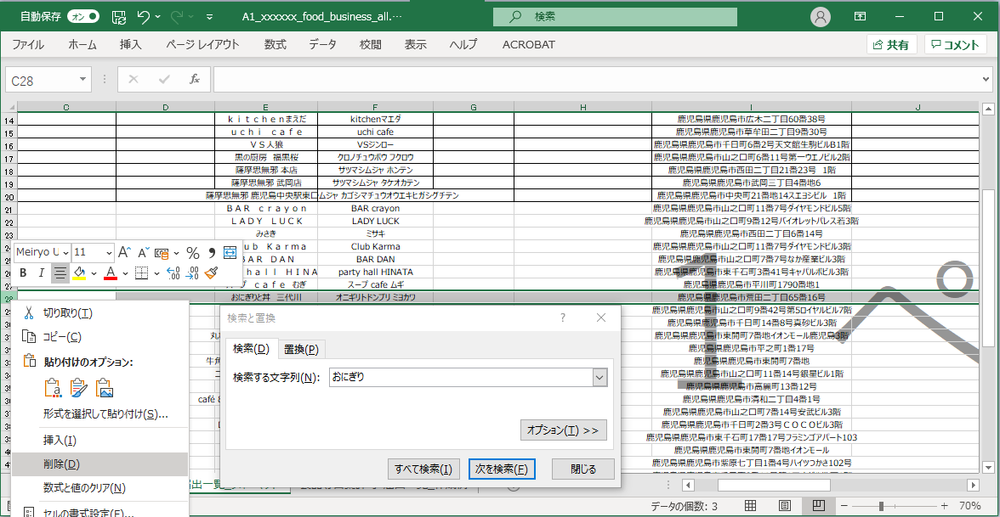 自動保存 オン A1_xxxxxx_food_business_all.… 検索
ファイル ホーム 挿入 ページ レイアウト 数式 データ 校閲 表示 ヘルプ ACROBAT 共有 コメント
C28 fx
C D E F G H I J
14 ｋｉｔｃｈｅｎまえだ kitchenマエダ 鹿児島県鹿児島市広木二丁目60番38号
15 ｕｃｈｉ ｃａｆｅ uchi cafe 鹿児島県鹿児島市草牟田二丁目9番30号
16 ＶＳ人狼 VSジンロー 鹿児島県鹿児島市千日町6番2号天文館生駒ビルB1階
17 黒の厨房 福黒桜 クロノチュウボウ フクロウ 鹿児島県鹿児島市山之口町6番11号第一ウエノビル2階
18 薩摩思無邪 本店 サツマシムジャ ホンテン 鹿児島県鹿児島市西田二丁目21番23号 1階
19 薩摩思無邪 武岡店 サツマシムジャ タケオカテン 鹿児島県鹿児島市武岡三丁目4番地6
20 薩摩思無邪 鹿児島中央駅東口ムジャ カゴシマチュウオウエキヒガシグチテン 鹿児島県鹿児島市中央町21番地14スエヨシビル 1階
21 ＢＡＲ ｃｒａｙｏｎ BAR crayon 鹿児島県鹿児島市山之口町11番7号ダイヤモンドビル5階
22 ＬＡＤＹ ＬＵＣＫ LADY LUCK 鹿児島県鹿児島市山之口町9番12号バイオレットパレス若3階
23 みさき ミサキ 鹿児島県鹿児島市西田二丁目6番14号
Meiryo U 11 A A % ，
ｕｂ Ｋａｒｍａ Club Karma 鹿児島県鹿児島市山之口町11番7号ダイヤモンドビル3階
ＢＡＲ ＤＡＮ BAR DAN 鹿児島県鹿児島市山之口町7番7号なか産業ビル3階
B I A
ｈａｌｌ ＨＩＮＡ party hall HINATA 鹿児島県鹿児島市東千石町3番41号キャパルボビル3階
ｃａｆｅ むぎ スープ cafe ムギ 鹿児島県鹿児島市平川町1790番地1
28 おにぎりと丼 三代川 オニギリトドンブリ ミヨカワ 鹿児島県鹿児島市荒田二丁目65番16号
鹿児島県鹿児島市山之口町9番42号第5ロイヤルビル7階
鹿児島県鹿児島市千日町14番8号真砂ビル3階
鹿児島県鹿児島市東開町7番地イオンモール鹿児島3階
鹿児島県鹿児島市平之町1番17号
鹿児島県鹿児島市東開町7番地
鹿児島県鹿児島市山之口町11番14号銀星ビル1階
鹿児島県鹿児島市高麗町13番12号
café 鹿児島県鹿児島市清和二丁目4番1号
鹿児島県鹿児島市山之口町7番14号安武ビル3階
鹿児島県鹿児島市千日町2番3号ＣＯＣＯビル3階
鹿児島県鹿児島市東千石町17番17号フラミンゴアパート103
鹿児島県鹿児島市東開町7番地イオンモール
鹿児島県鹿児島市紫原七丁目1番4号ハイツつかさ102号
1
切り取り(T)
コピー(C)
貼り付けのオプション:
形式を選択して貼り付け(S)...
挿入(I)
削除(D)
数式と値のクリア(N)
セルの書式設定(F)...
検索と置換 ?
検索(D) 置換(P)
検索する文字列(N): おにぎり
オプション(T) >>
すべて検索(I) 次を検索(F) 閉じる
データの個数: 3 70%